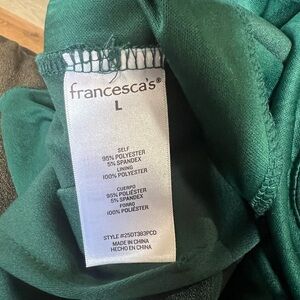 francesca's®
L
SELF
95% POLYESTER
5% SPANDEX
LINING
100% POLYESTER
CUERPO
95% POLIÉSTER
5% SPANDEX
FORRO
100% POLIÉSTER
STYLE #25DT383PCO
MADE IN CHINA
HECHO EN CHINA